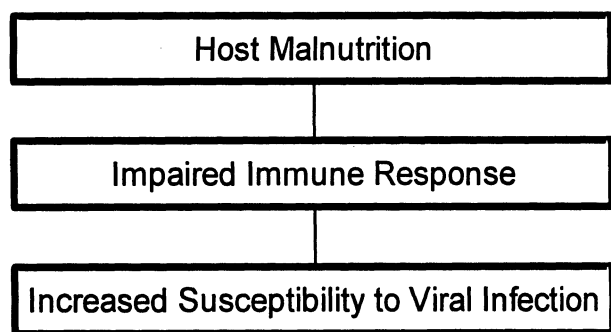 Host Malnutrition
Impaired Immune Response
Increased Susceptibility to Viral Infection